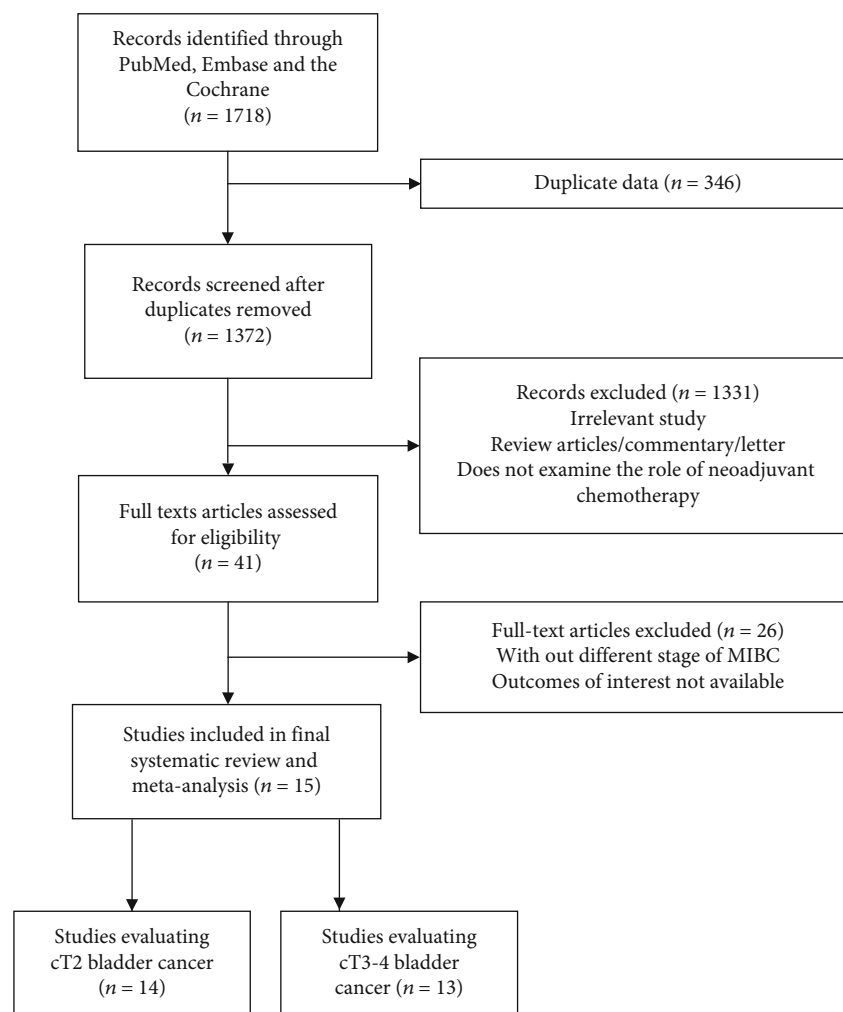 Records identified through
PubMed, Embase and the
Cochrane
(n = 1718)
Duplicate data (n = 346)
Records screened after
duplicates removed
(n = 1372)
Records excluded (n = 1331)
Irrelevant study
Review articles/commentary/letter
Does not examine the role of neoadjuvant
chemotherapy
Full texts articles assessed
for eligibility
(n = 41)
Full-text articles excluded (n = 26)
With out different stage of MIBC
Outcomes of interest not available
Studies included in final
systematic review and
meta-analysis (n = 15)
Studies evaluating
cT2 bladder cancer
(n = 14)
Studies evaluating
cT3-4 bladder
cancer (n = 13)